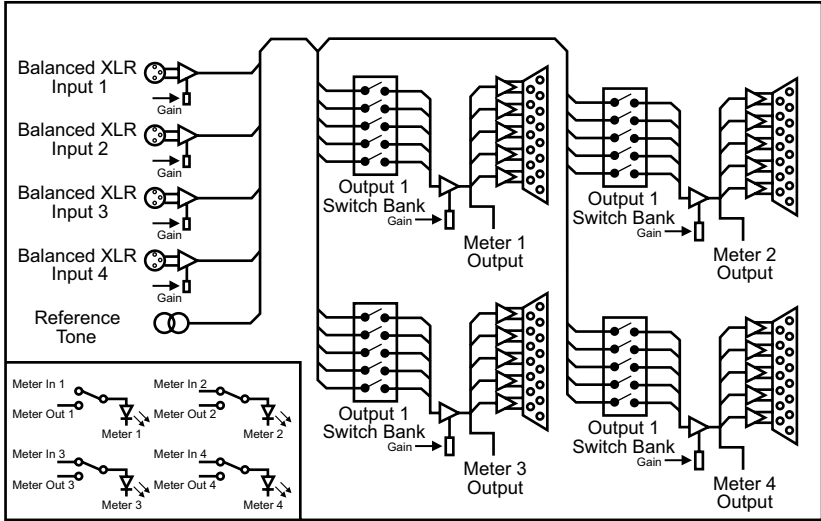 Balanced XLR
Input 1
Gain
Balanced XLR
Input 2
Gain
Balanced XLR
Input 3
Gain
Balanced XLR
Input 4
Gain
Reference
Tone
Output 1
Switch Bank
Gain
Meter 1
Output
Output 1
Switch Bank
Gain
Meter 2
Output
Output 1
Switch Bank
Gain
Meter 3
Output
Output 1
Switch Bank
Gain
Meter 4
Output
Meter In 1
Meter Out 1
Meter 1
Meter In 2
Meter Out 2
Meter 2
Meter In 3
Meter Out 3
Meter 3
Meter In 4
Meter Out 4
Meter 4